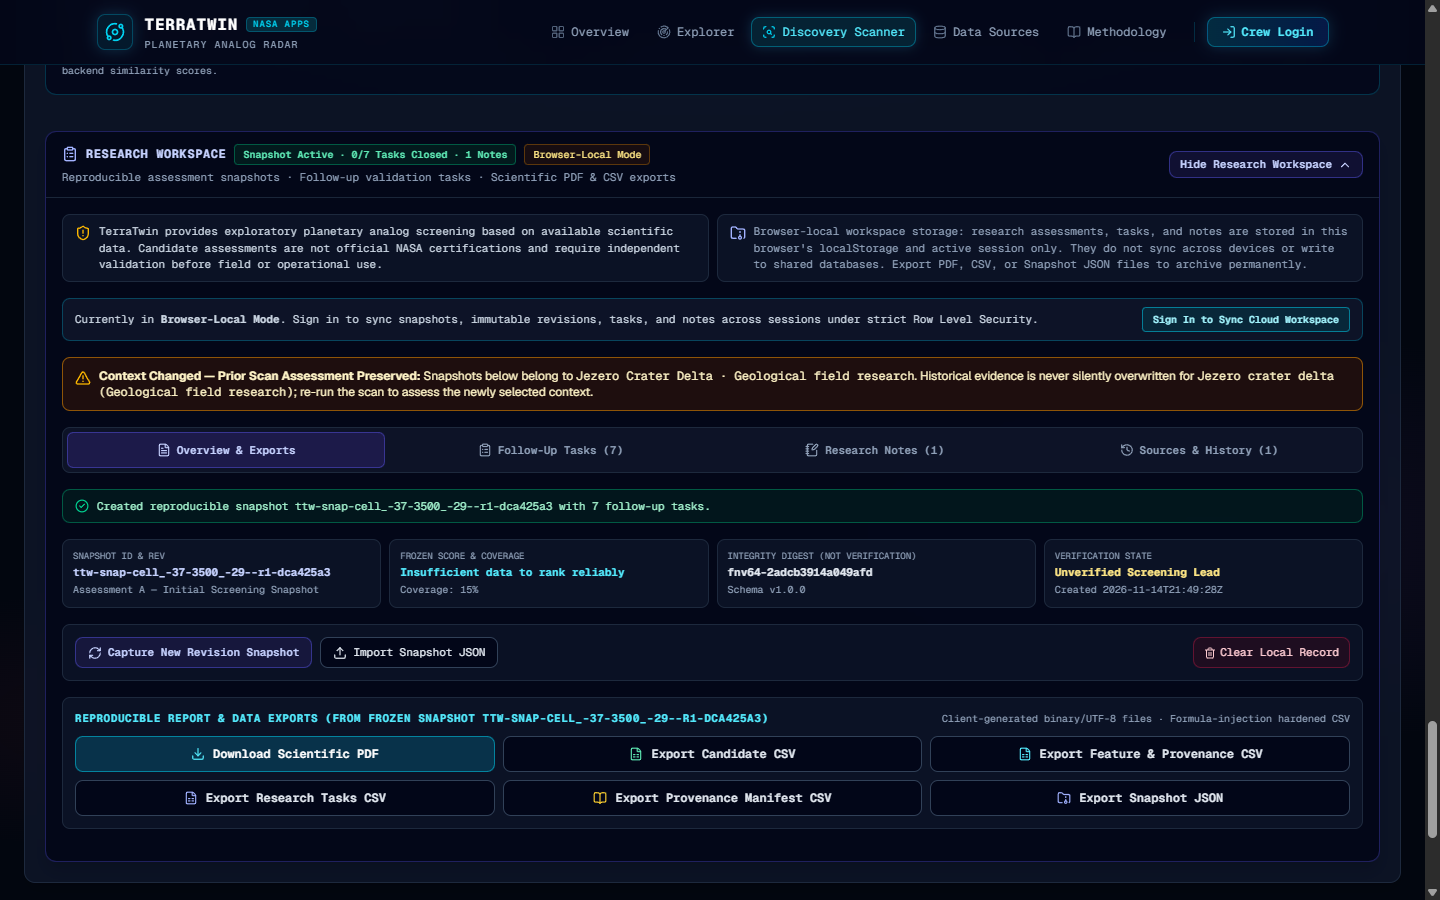 TERRATWIN NASA APPS
PLANETARY ANALOG RADAR
Overview
Explorer
Discovery Scanner
Data Sources
Methodology
Crew Login
backend similarity scores.
RESEARCH WORKSPACE
Snapshot Active · 0/7 Tasks Closed · 1 Notes
Browser-Local Mode
Reproducible assessment snapshots · Follow-up validation tasks · Scientific PDF & CSV exports
Hide Research Workspace
TerraTwin provides exploratory planetary analog screening based on available scientific
data. Candidate assessments are not official NASA certifications and require independent
validation before field or operational use.
Browser-local workspace storage: research assessments, tasks, and notes are stored in this
browser's localStorage and active session only. They do not sync across devices or write
to shared databases. Export PDF, CSV, or Snapshot JSON files to archive permanently.
Currently in Browser-Local Mode. Sign in to sync snapshots, immutable revisions, tasks, and notes across sessions under strict Row Level Security.
Sign In to Sync Cloud Workspace
Context Changed — Prior Scan Assessment Preserved: Snapshots below belong to Jezero Crater Delta · Geological field research. Historical evidence is never silently overwritten for Jezero crater delta
(Geological field research); re-run the scan to assess the newly selected context.
Overview & Exports
Follow-Up Tasks (7)
Research Notes (1)
Sources & History (1)
Created reproducible snapshot ttw-snap-cell_-37-3500_-29--r1-dca425a3 with 7 follow-up tasks.
SNAPSHOT ID & REV
ttw-snap-cell_-37-3500_-29--r1-dca425a3
Assessment A — Initial Screening Snapshot
FROZEN SCORE & COVERAGE
Insufficient data to rank reliably
Coverage: 15%
INTEGRITY DIGEST (NOT VERIFICATION)
fnv64-2adcb3914a049afd
Schema v1.0.0
VERIFICATION STATE
Unverified Screening Lead
Created 2026-11-14T21:49:28Z
Capture New Revision Snapshot
Import Snapshot JSON
Clear Local Record
REPRODUCIBLE REPORT & DATA EXPORTS (FROM FROZEN SNAPSHOT TTW-SNAP-CELL_-37-3500_-29--R1-DCA425A3)
Client-generated binary/UTF-8 files · Formula-injection hardened CSV
Download Scientific PDF
Export Candidate CSV
Export Feature & Provenance CSV
Export Research Tasks CSV
Export Provenance Manifest CSV
Export Snapshot JSON